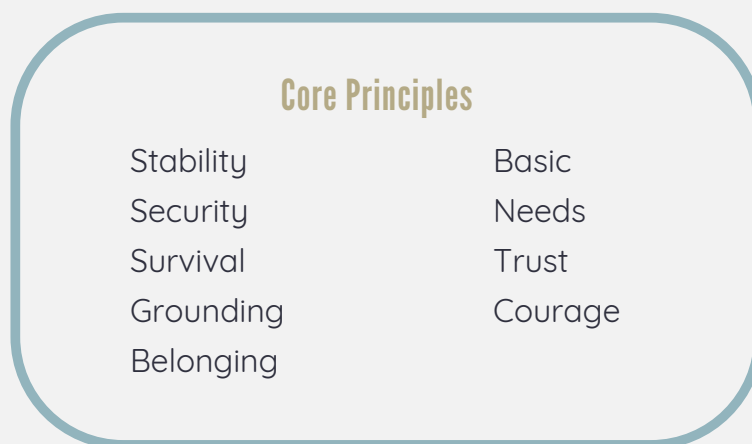 Core Principles
Stability
Security
Survival
Grounding
Belonging
Basic
Needs
Trust
Courage